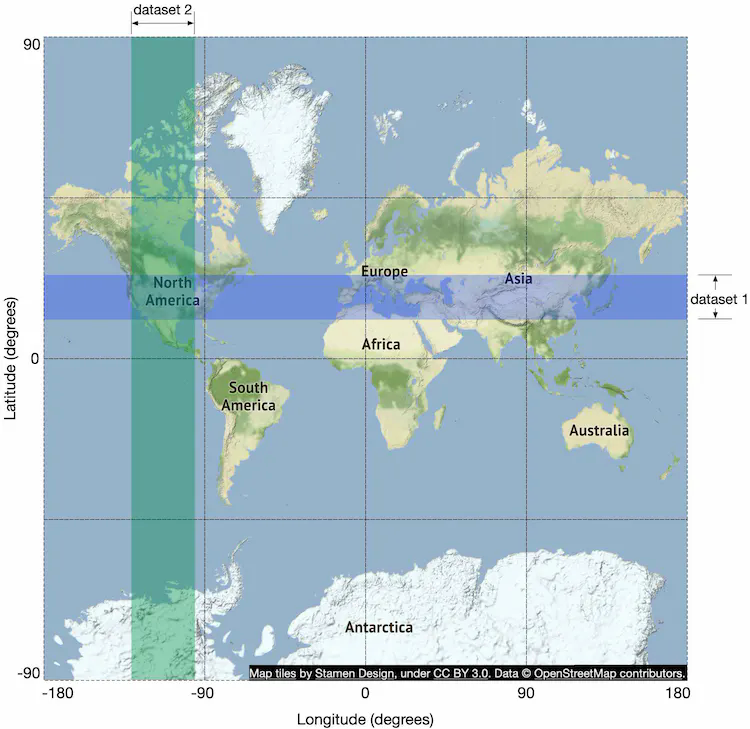 dataset 2
90
North
America
Europe
Asia
dataset 1
Latitude (degrees)
Africa
0
South
America
Australia
Antarctica
Map tiles by Stamen Design, under CC BY 3.0. Data © OpenStreetMap contributors.
-90
-180
-90
0
90
180
Longitude (degrees)